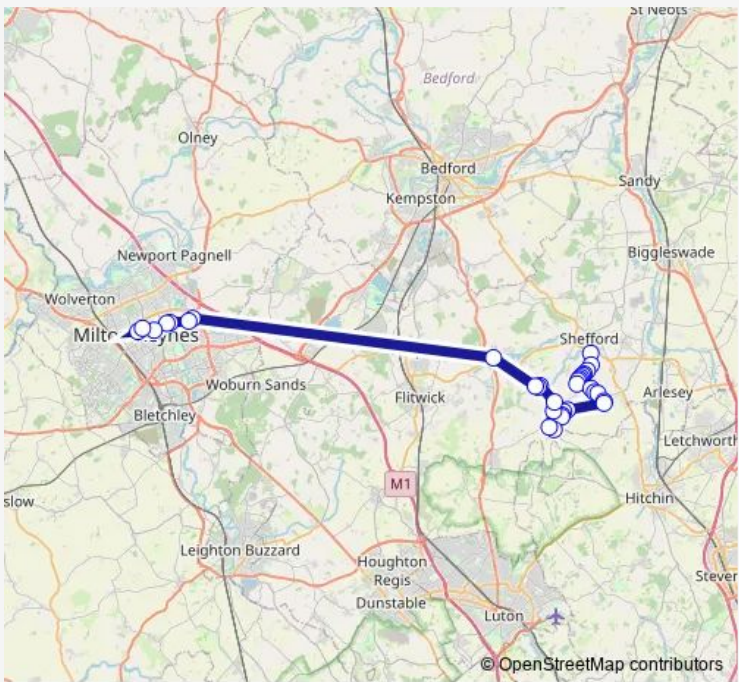 St Neots
Bedford
Olney
Bedford
Sandy
Kempston
Biggleswade
Newport Pagnell
Wolverton
Shefford
Woburn Sands
Flitwick
Arlesey
Bletchley
Letchworth
M1
Hitchin
Leighton Buzzard
Houghton
Regis
Dunstable
Luton
© OpenStreetMap contributors